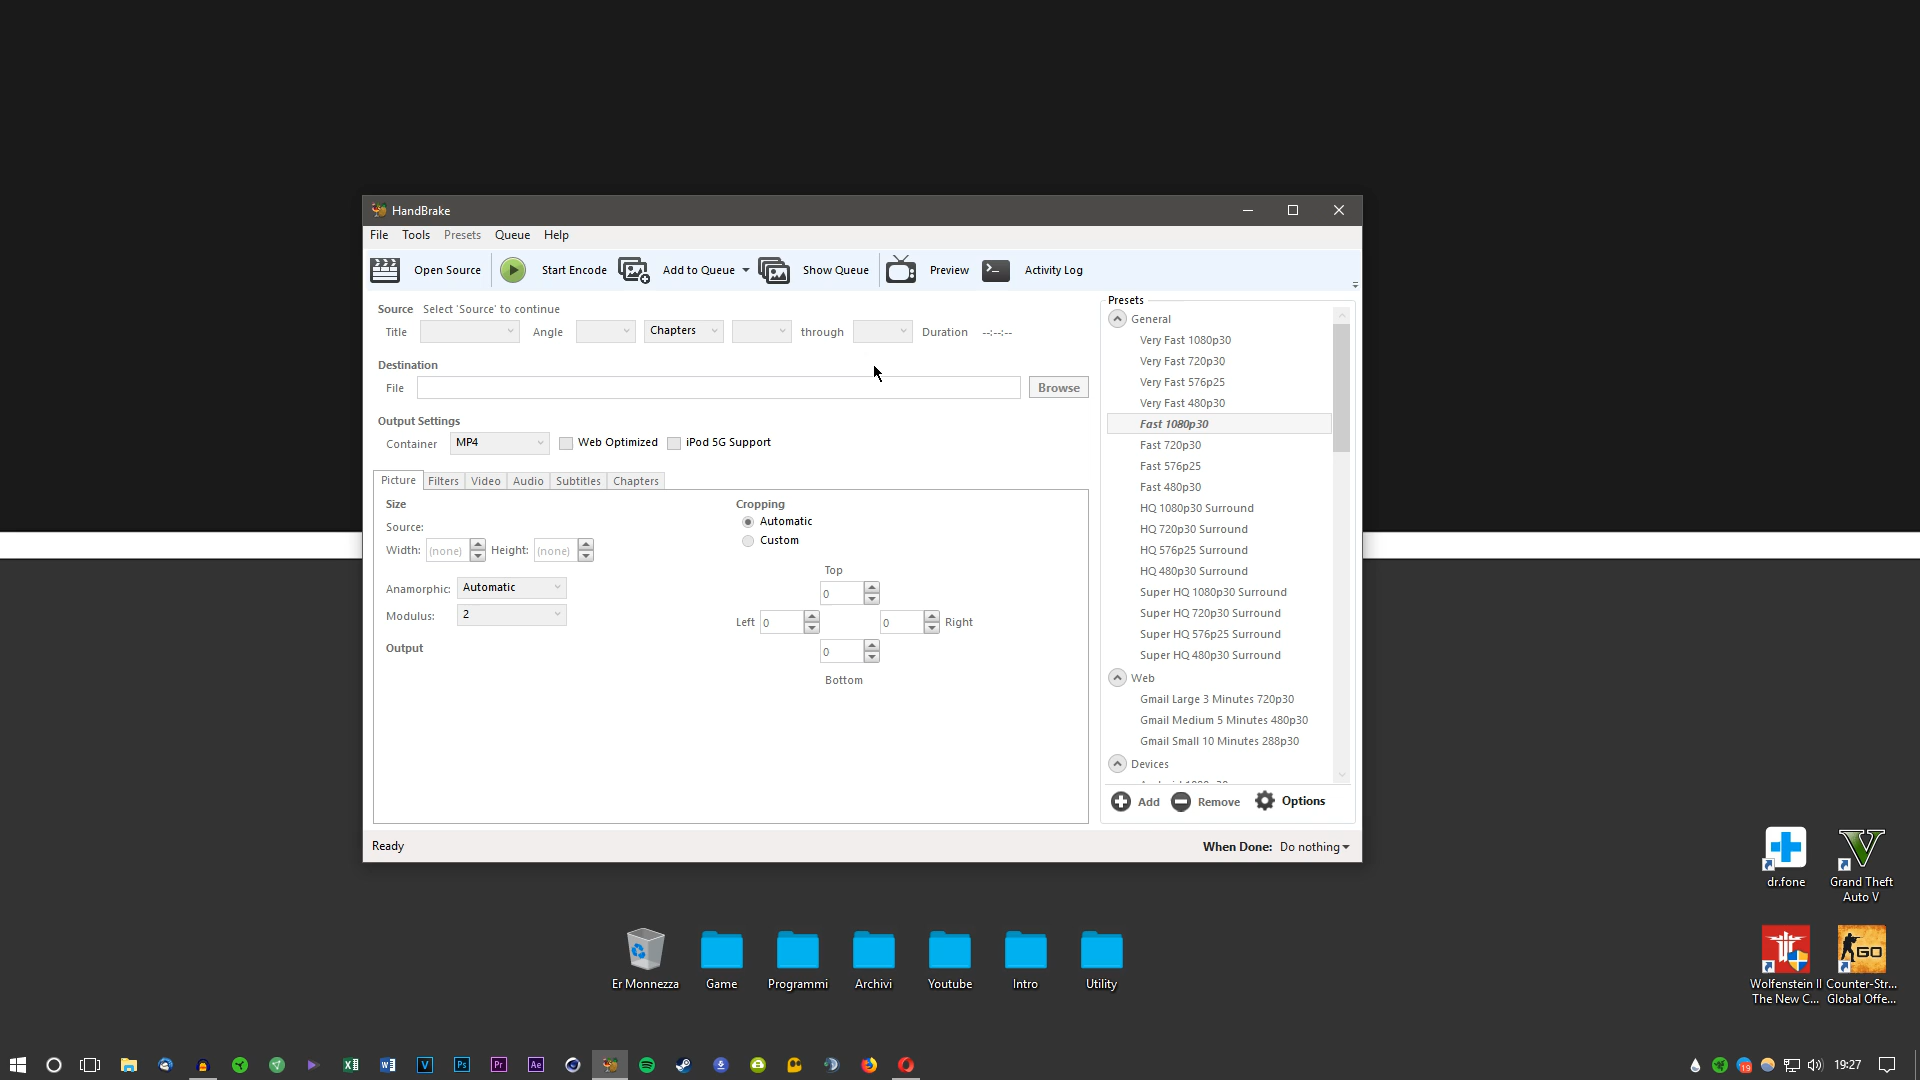 HandBrake
File Tools Presets Queue Help
Open Source Start Encode Add to Queue Show Queue Preview Activity Log
Source Select 'Source' to continue
Title Angle Chapters through Duration --:--:--
Destination
File Browse
Output Settings
Container MP4 Web Optimized iPod 5G Support
Picture Filters Video Audio Subtitles Chapters
Size
Source:
Width: (none) Height: (none)
Anamorphic: Automatic
Modulus: 2
Output
Cropping
Automatic
Custom
Top
0
Left 0 0 Right
0
Bottom
Presets
General
Very Fast 1080p30
Very Fast 720p30
Very Fast 576p25
Very Fast 480p30
Fast 1080p30
Fast 720p30
Fast 576p25
Fast 480p30
HQ 1080p30 Surround
HQ 720p30 Surround
HQ 576p25 Surround
HQ 480p30 Surround
Super HQ 1080p30 Surround
Super HQ 720p30 Surround
Super HQ 576p25 Surround
Super HQ 480p30 Surround
Web
Gmail Large 3 Minutes 720p30
Gmail Medium 5 Minutes 480p30
Gmail Small 10 Minutes 288p30
Devices
Add Remove Options
Ready When Done: Do nothing
dr.fone
Grand Theft
Auto V
Wolfenstein II
The New C...
GO
Counter-Str...
Global Offe...
Er Monnezza Game Programmi Archivi Youtube Intro Utility
V Ps Pr Ae
19
19:27